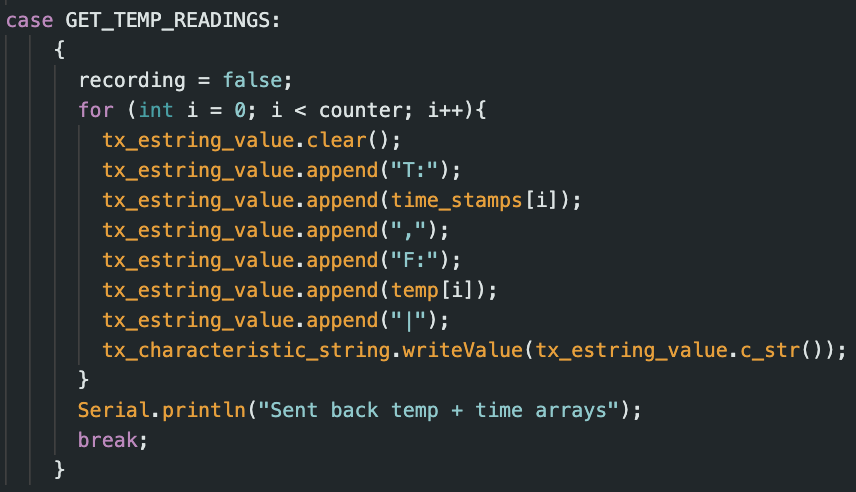 case GET_TEMP_READINGS:
{
recording = false;
for (int i = 0; i < counter; i++){
tx_estring_value.clear();
tx_estring_value.append("T:");
tx_estring_value.append(time_stamps[i]);
tx_estring_value.append(",");
tx_estring_value.append("F:");
tx_estring_value.append(temp[i]);
tx_estring_value.append("|");
tx_characteristic_string.writeValue(tx_estring_value.c_str());
}
Serial.println("Sent back temp + time arrays");
break;
}